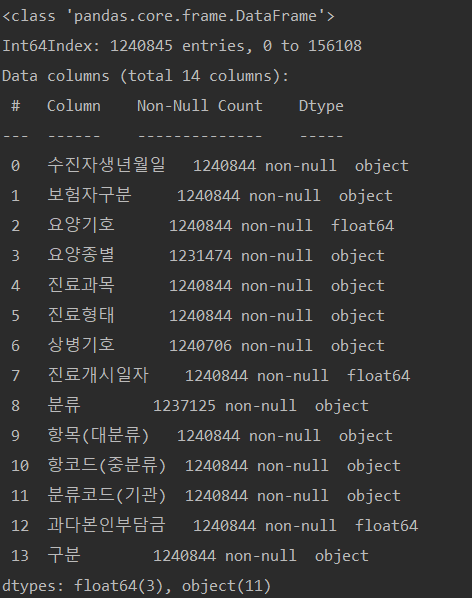 <class 'pandas.core.frame.DataFrame'>
Int64Index: 1240845 entries, 0 to 156108
Data columns (total 14 columns):
 #   Column    Non-Null Count    Dtype
---  ------    --------------    -----
 0   수진자생년월일   1240844 non-null  object
 1   보험자구분     1240844 non-null  object
 2   요양기호      1240844 non-null  float64
 3   요양종별      1231474 non-null  object
 4   진료과목      1240844 non-null  object
 5   진료형태      1240844 non-null  object
 6   상병기호      1240706 non-null  object
 7   진료개시일자    1240844 non-null  float64
 8   분류        1237125 non-null  object
 9   항목(대분류)   1240844 non-null  object
 10  항코드(중분류)  1240844 non-null  object
 11  분류코드(기관)  1240844 non-null  object
 12  과다본인부담금   1240844 non-null  float64
 13  구분        1240844 non-null  object
dtypes: float64(3), object(11)